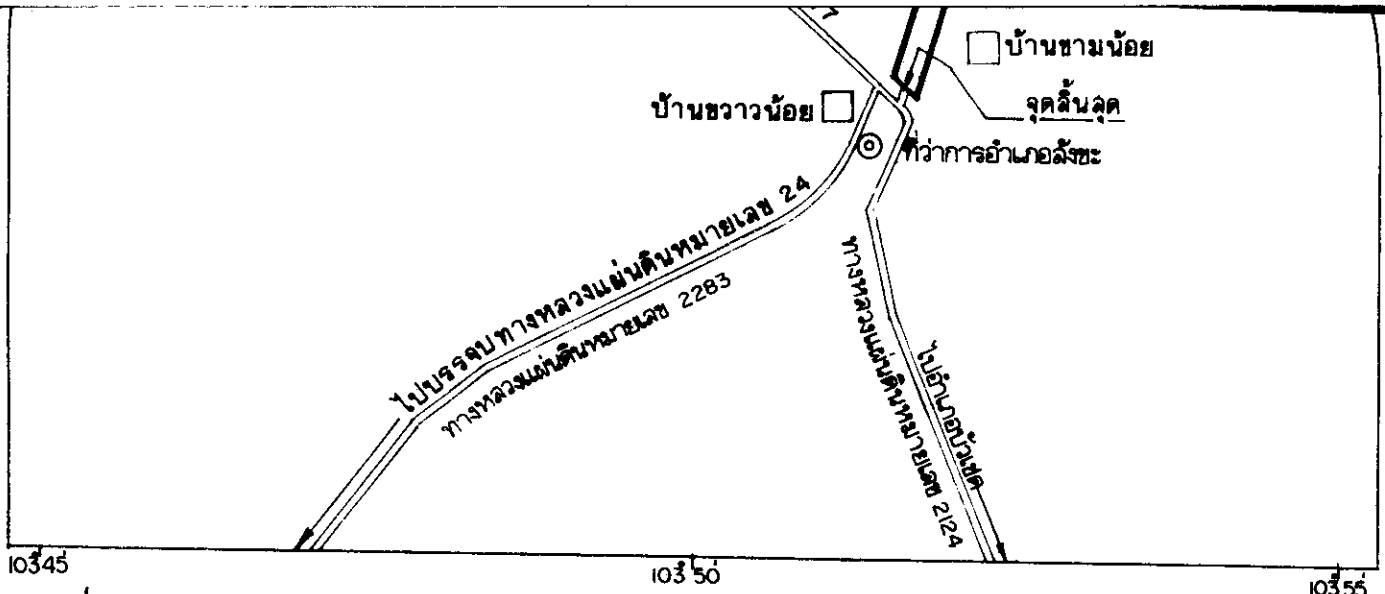 บ้านขามน้อย
จุดสิ้นสุด
บ้านขวาวน้อย
ที่ว่าการอำเภอสังขะ
ไปบรรจบทางหลวงแผ่นดินหมายเลข 24
ทางหลวงแผ่นดินหมายเลข 2283
ทางหลวงแผ่นดินหมายเลข 2124
ไปอำเภอบัวเชด
103°45'
103°50'
103°55'